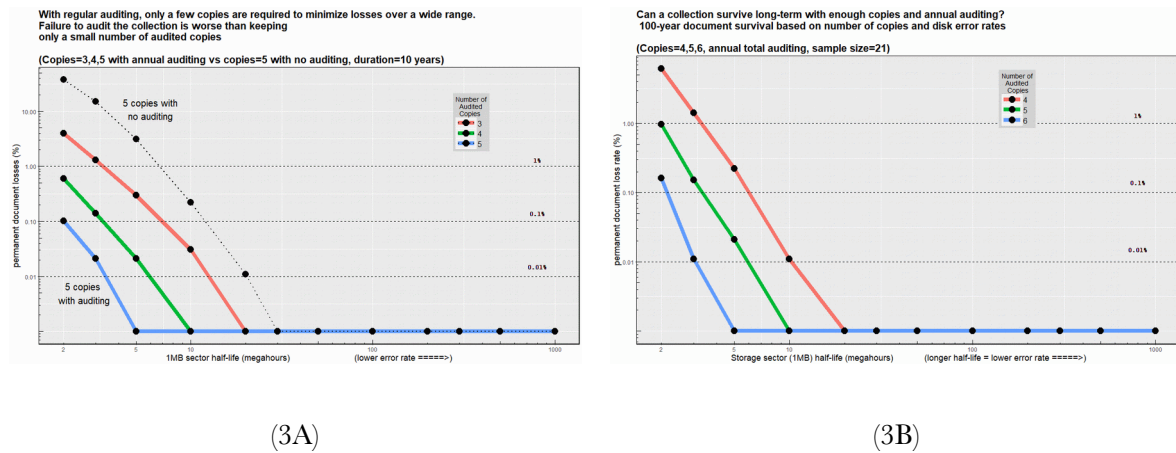 With regular auditing, only a few copies are required to minimize losses over a wide range.
Failure to audit the collection is worse than keeping
only a small number of audited copies
(Copies=3,4,5 with annual auditing vs copies=5 with no auditing, duration=10 years)
permanent document losses (%)
10.00
1.00
0.10
0.01
5 copies with
no auditing
Number of
Audited
Copies
3
4
5
1%
0.1%
0.01%
5 copies
with auditing
2
5
10
100
1000
1MB sector half-life (megahours)
(lower error rate =====>)
(3A)
Can a collection survive long-term with enough copies and annual auditing?
100-year document survival based on number of copies and disk error rates
(Copies=4,5,6, annual total auditing, sample size=21)
permanent document loss rate (%)
1.00
0.10
0.01
Number of
Audited
Copies
4
5
6
1%
0.1%
0.01%
2
5
10
100
1000
Storage sector (1MB) half-life (megahours)
(longer half-life = lower error rate =====>)
(3B)